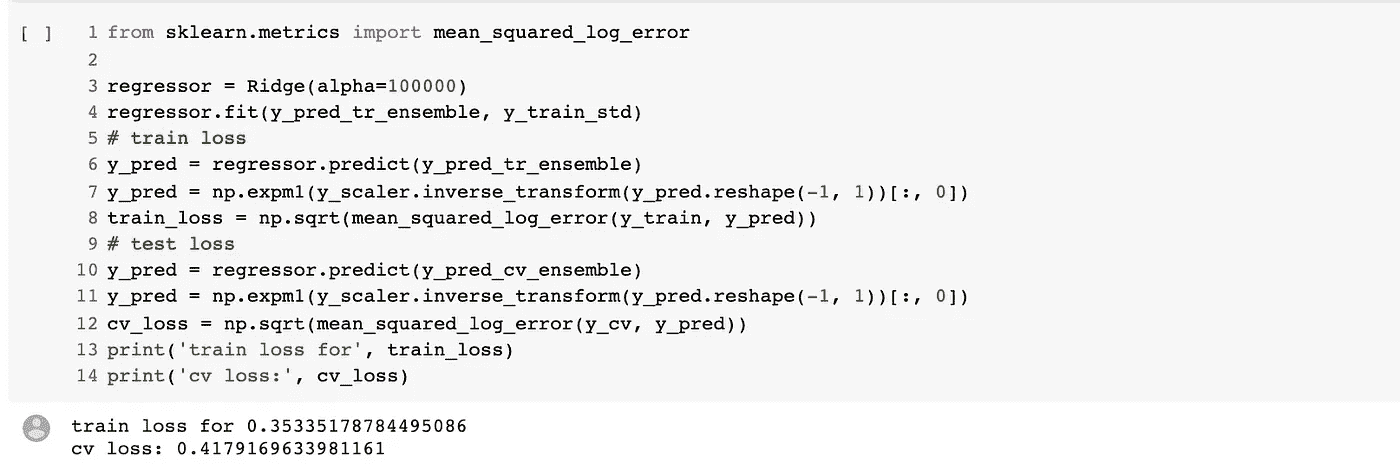 [ ] 1 from sklearn.metrics import mean_squared_log_error
2
3 regressor = Ridge(alpha=100000)
4 regressor.fit(y_pred_tr_ensemble, y_train_std)
5 # train loss
6 y_pred = regressor.predict(y_pred_tr_ensemble)
7 y_pred = np.expm1(y_scaler.inverse_transform(y_pred.reshape(-1, 1))[:, 0])
8 train_loss = np.sqrt(mean_squared_log_error(y_train, y_pred))
9 # test loss
10 y_pred = regressor.predict(y_pred_cv_ensemble)
11 y_pred = np.expm1(y_scaler.inverse_transform(y_pred.reshape(-1, 1))[:, 0])
12 cv_loss = np.sqrt(mean_squared_log_error(y_cv, y_pred))
13 print('train loss for', train_loss)
14 print('cv loss:', cv_loss)
train loss for 0.35335178784495086
cv loss: 0.4179169633981161